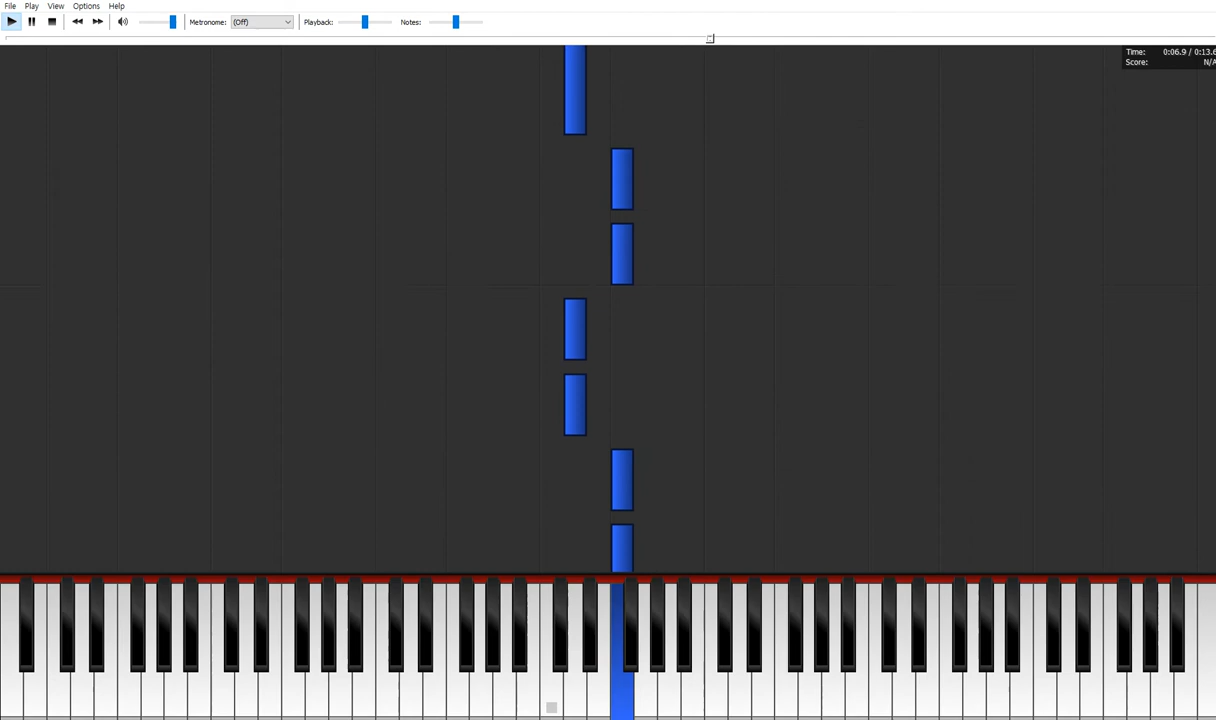 File Play View Options Help
Metronome: (Off) Playback: Notes:
Time: 0:06.9 / 0:13.6
Score: N/A